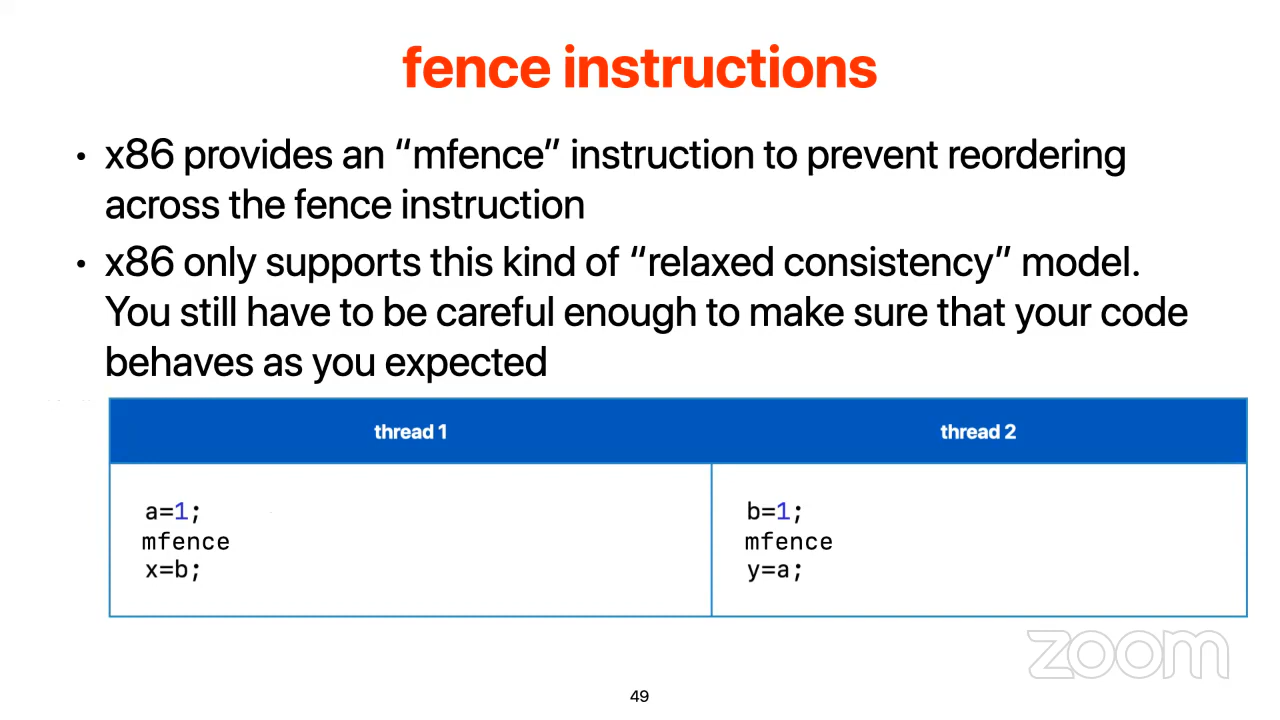 fence instructions
• x86 provides an “mfence” instruction to prevent reordering
across the fence instruction
• x86 only supports this kind of “relaxed consistency” model.
You still have to be careful enough to make sure that your code
behaves as you expected
thread 1
thread 2
a=1;
mfence
x=b;
b=1;
mfence
y=a;
zoom
49